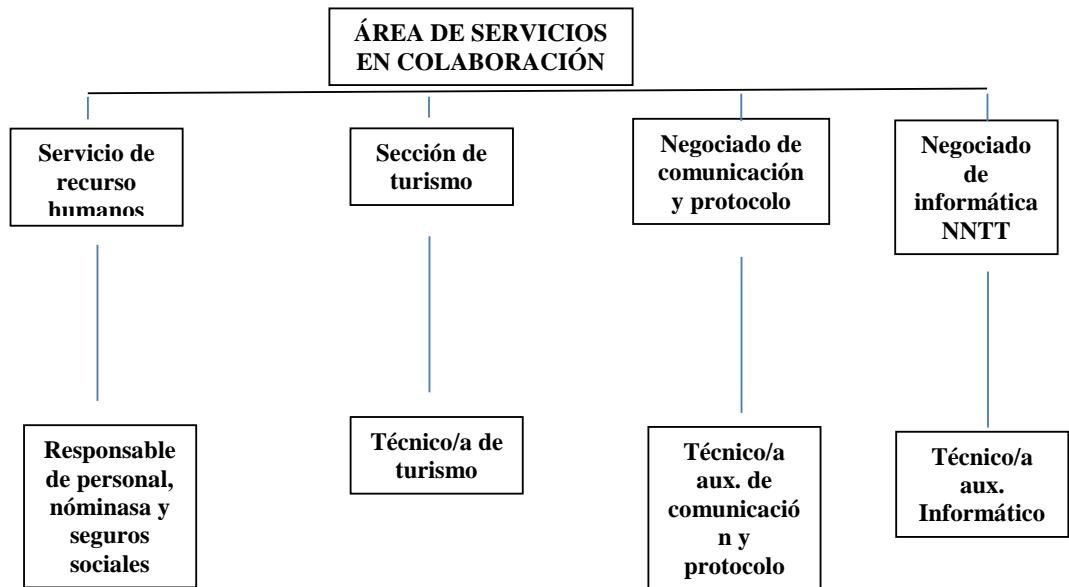 ÁREA DE SERVICIOS
EN COLABORACIÓN
Servicio de
recurso
humanos
Sección de
turismo
Negociado de
comunicación
y protocolo
Negociado
de
informática
NNTT
Responsable
de personal,
nóminasa y
seguros
sociales
Técnico/a de
turismo
Técnico/a
aux. de
comunicació
n y
protocolo
Técnico/a
aux.
Informático